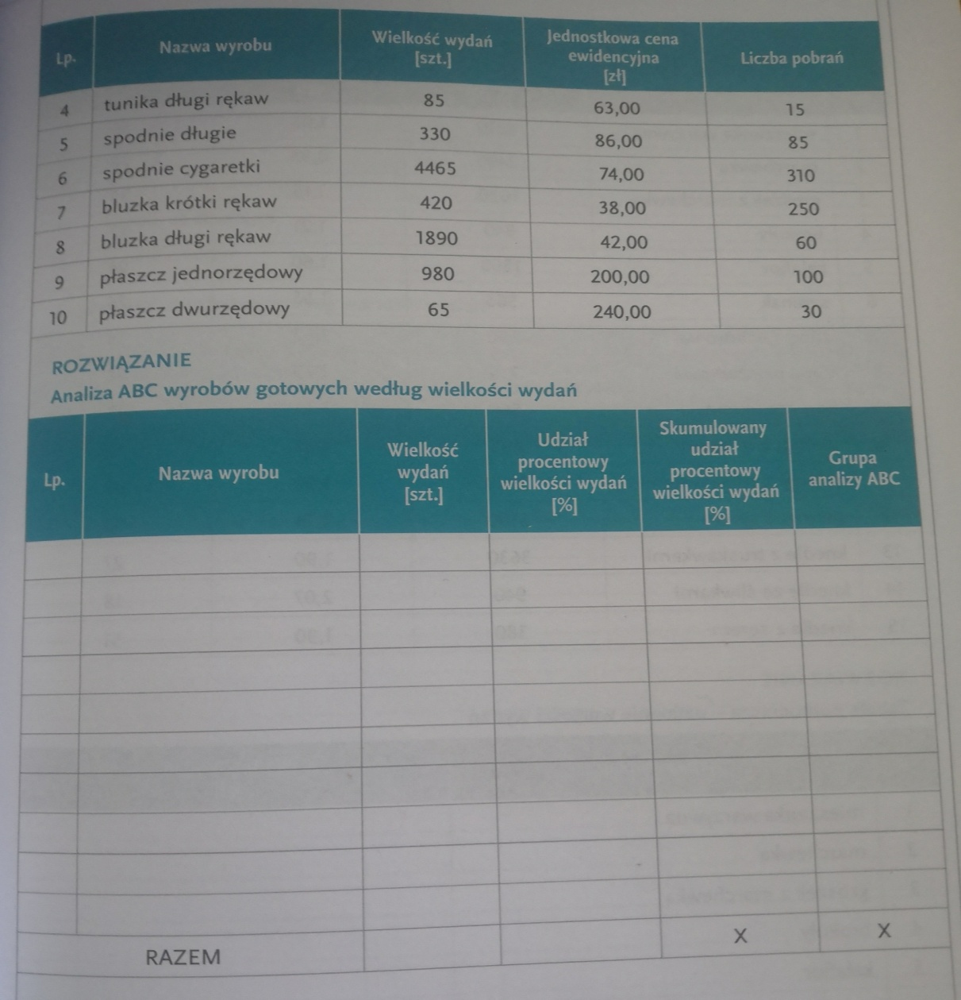 Lp. Nazwa wyrobu Wielkość wydań [szt.] Jednostkowa cena ewidencyjna [zł] Liczba pobrań
4 tunika długi rękaw 85 63,00 15
5 spodnie długie 330 86,00 85
6 spodnie cygaretki 4465 74,00 310
7 bluzka krótki rękaw 420 38,00 250
8 bluzka długi rękaw 1890 42,00 60
9 płaszcz jednorzędowy 980 200,00 100
10 płaszcz dwurzędowy 65 240,00 30
ROZWIĄZANIE
Analiza ABC wyrobów gotowych według wielkości wydań
Lp. Nazwa wyrobu Wielkość wydań [szt.] Udział procentowy wielkości wydań [%] Skumulowany udział procentowy wielkości wydań [%] Grupa analizy ABC
RAZEM X X